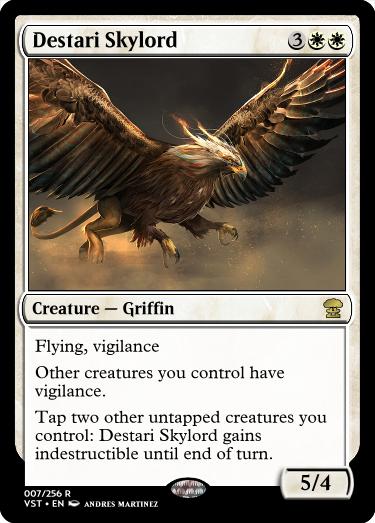 Destari Skylord 3
Creature — Griffin
Flying, vigilance
Other creatures you control have
vigilance.
Tap two other untapped creatures you
control: Destari Skylord gains
indestructible until end of turn.
5/4
007/256 R
VST • EN ANDRES MARTINEZ